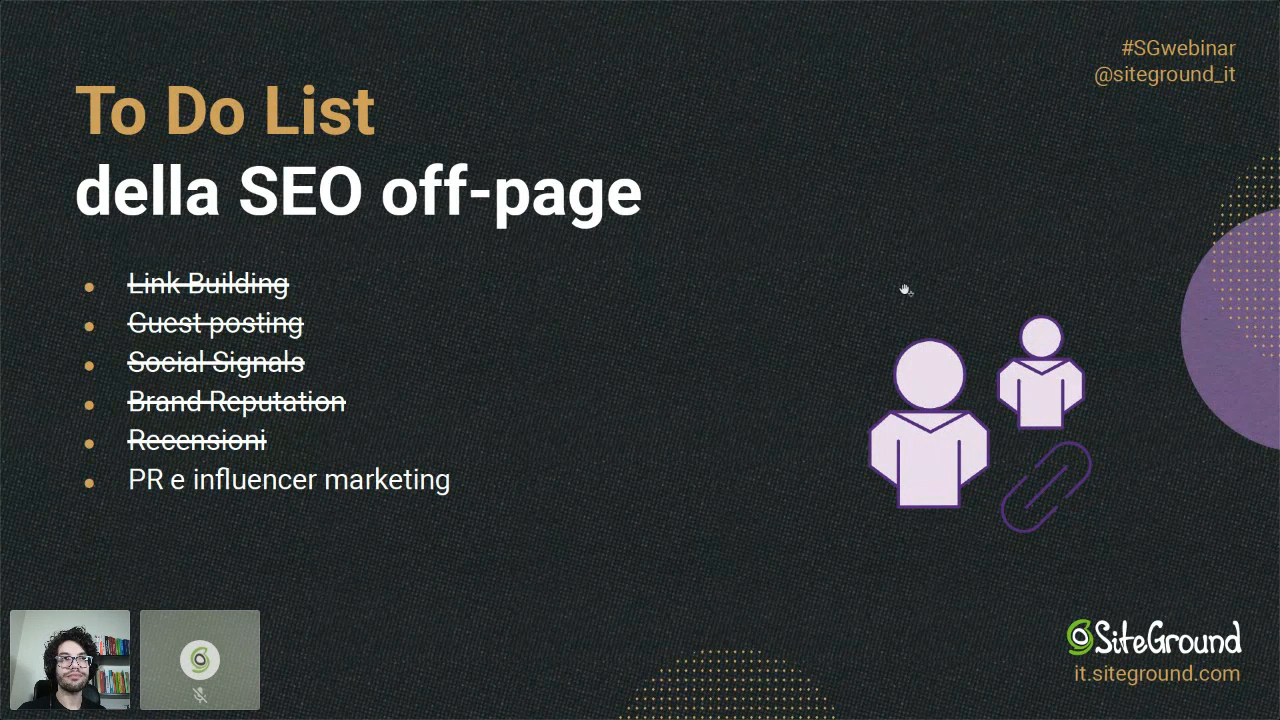 #SGwebinar
@siteground_it
To Do List
della SEO off-page
Link Building
Guest posting
Social Signals
Brand Reputation
Recensioni
PR e influencer marketing
SiteGround
it.siteground.com